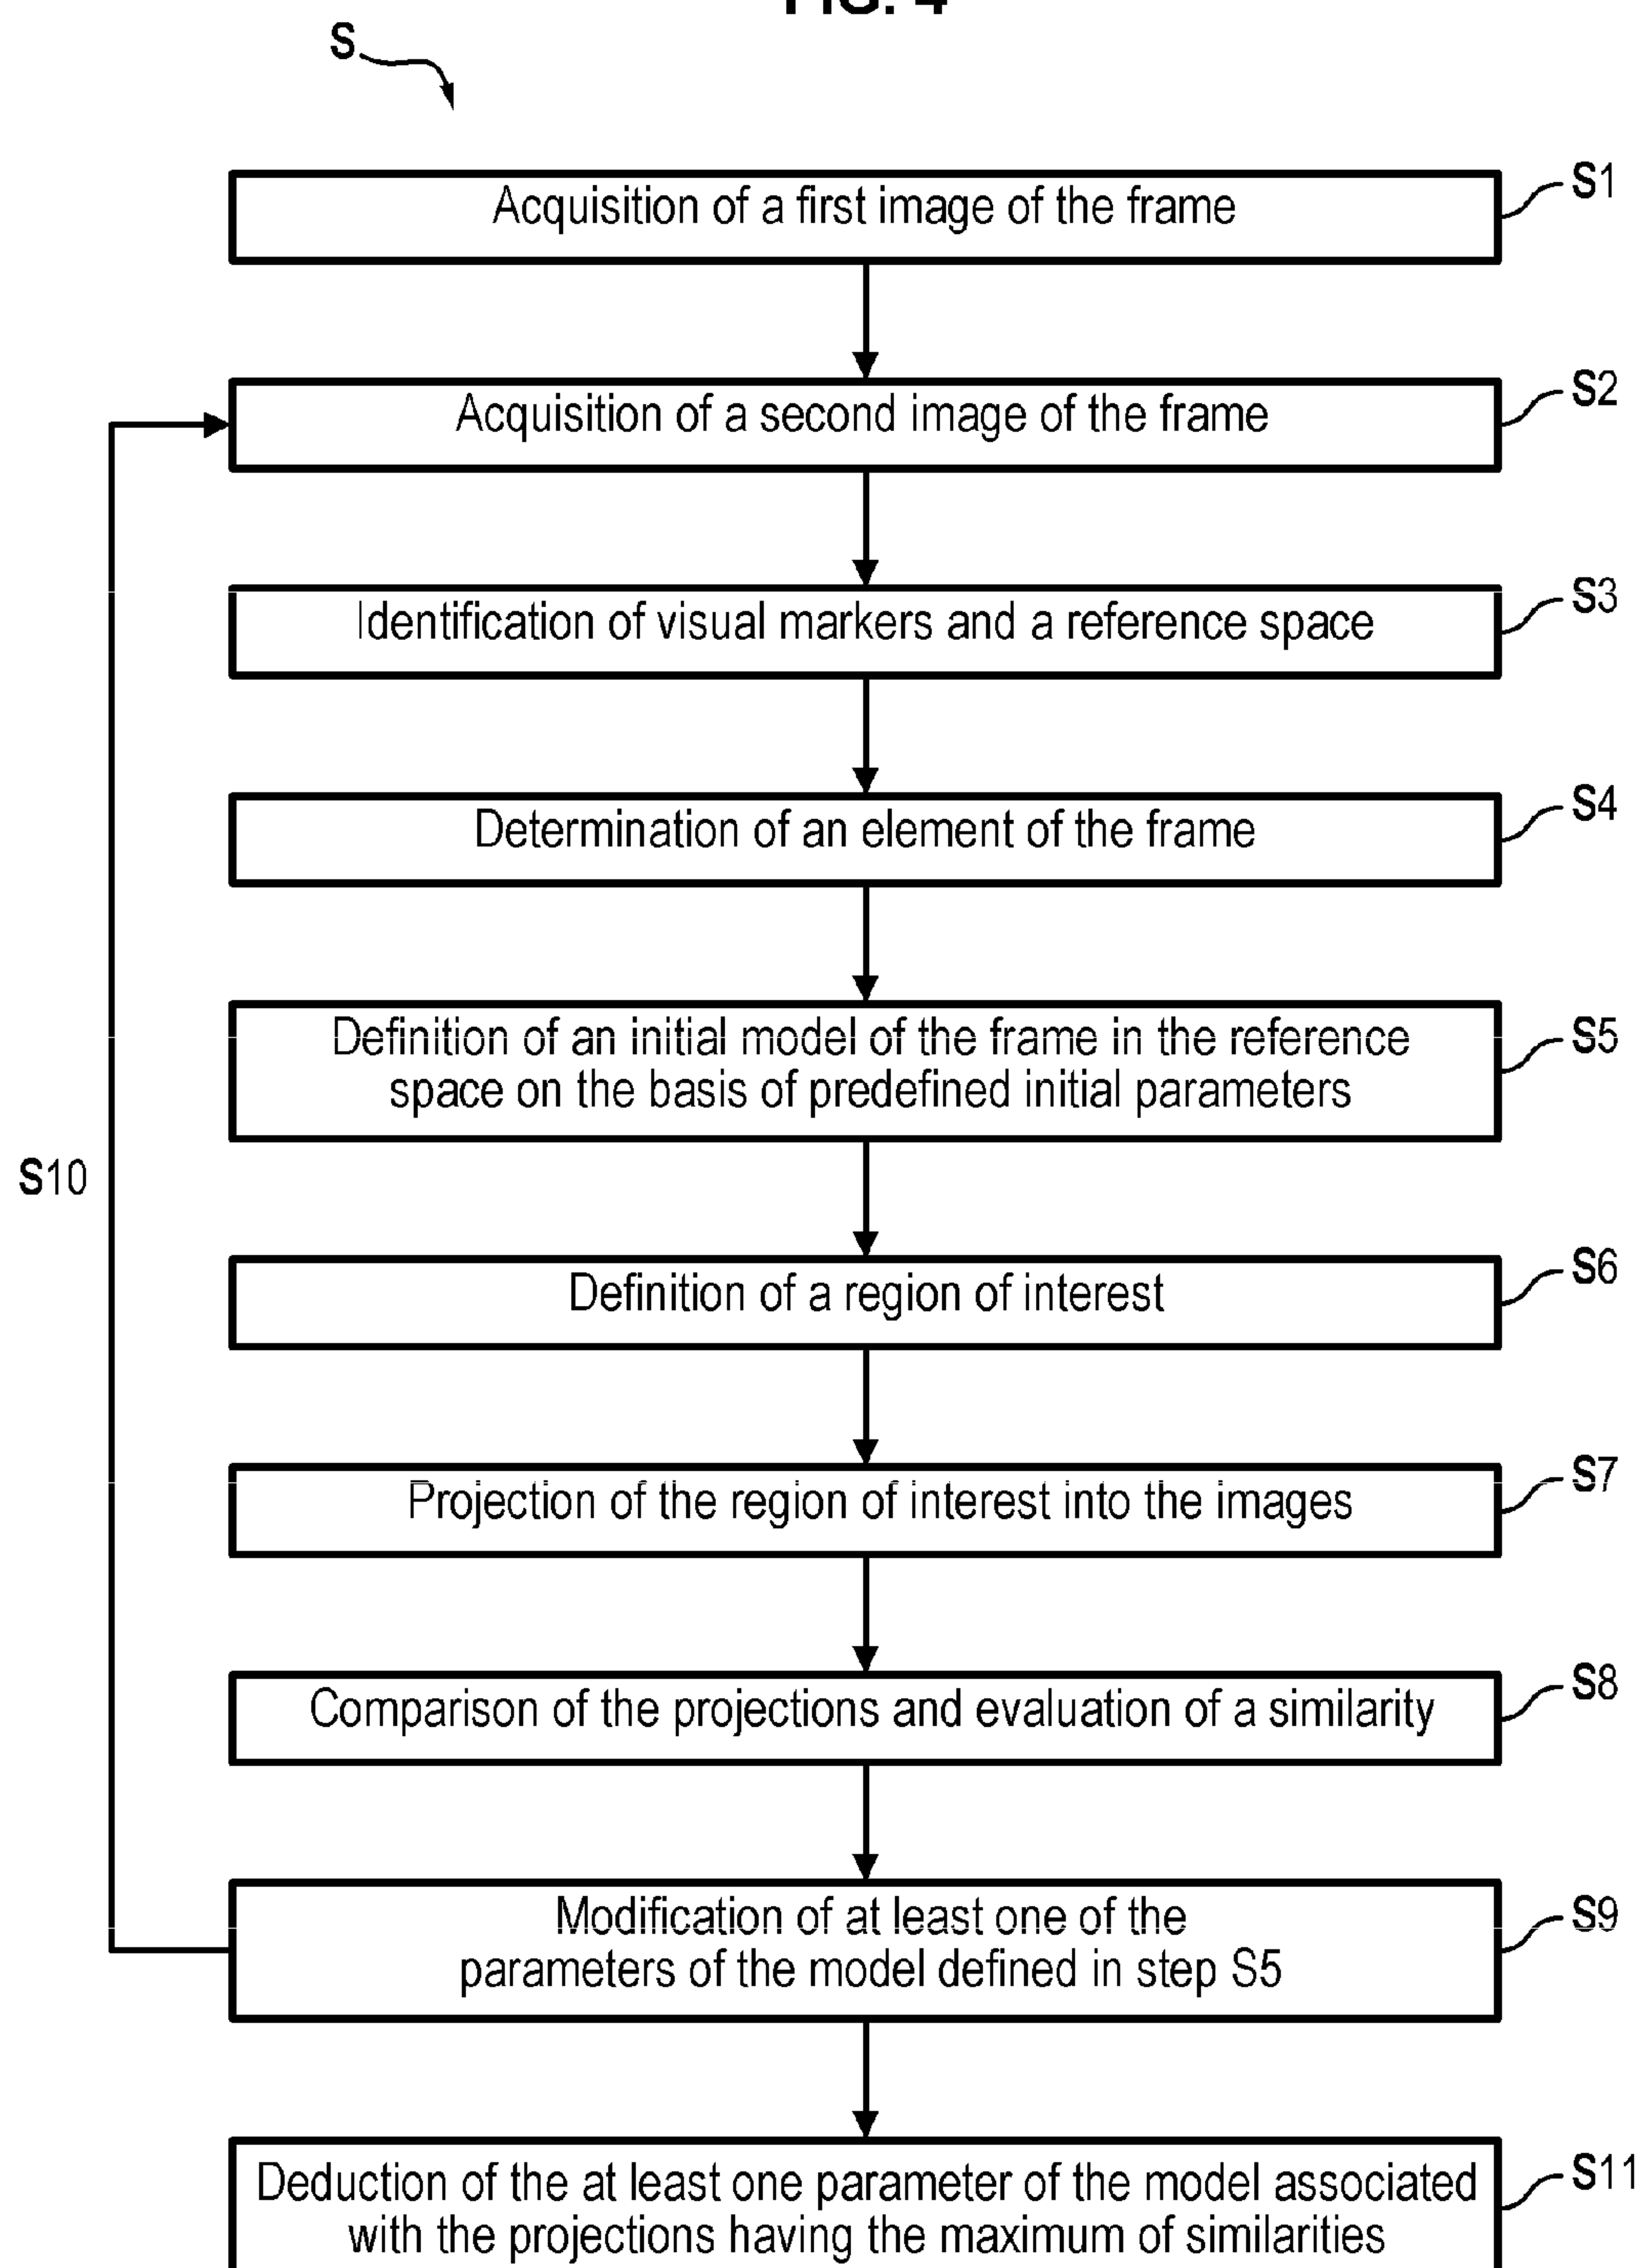 FIG. 4
S
Acquisition of a first image of the frame
S1
Acquisition of a second image of the frame
S2
Identification of visual markers and a reference space
S3
Determination of an element of the frame
S4
Definition of an initial model of the frame in the reference
space on the basis of predefined initial parameters
S5
S10
Definition of a region of interest
S6
Projection of the region of interest into the images
S7
Comparison of the projections and evaluation of a similarity
S8
Modification of at least one of the
parameters of the model defined in step S5
S9
Deduction of the at least one parameter of the model associated
with the projections having the maximum of similarities
S11